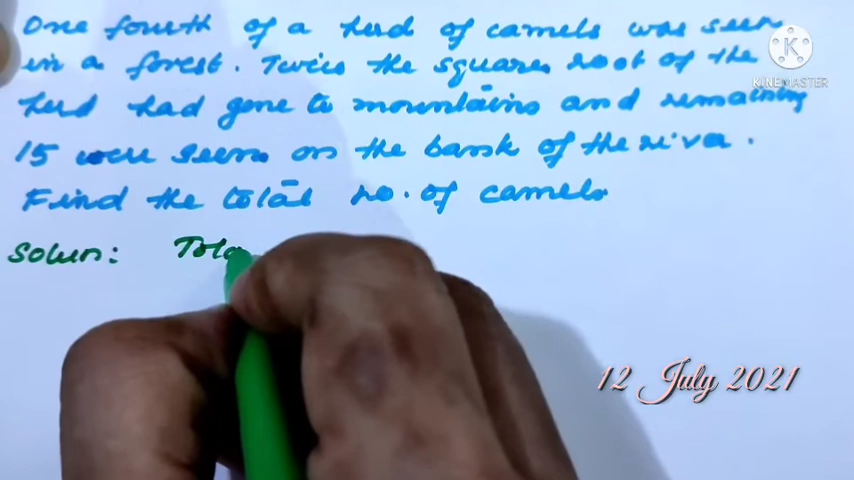 One fourth of a herd of camels was seen
in a forest. Twice the square root of the
herd had gone to mountains and remaining
15 were seen on the bank of the river.
Find the total no. of camels
Solun: Tota
K
KINEMASTER
12 July 2021